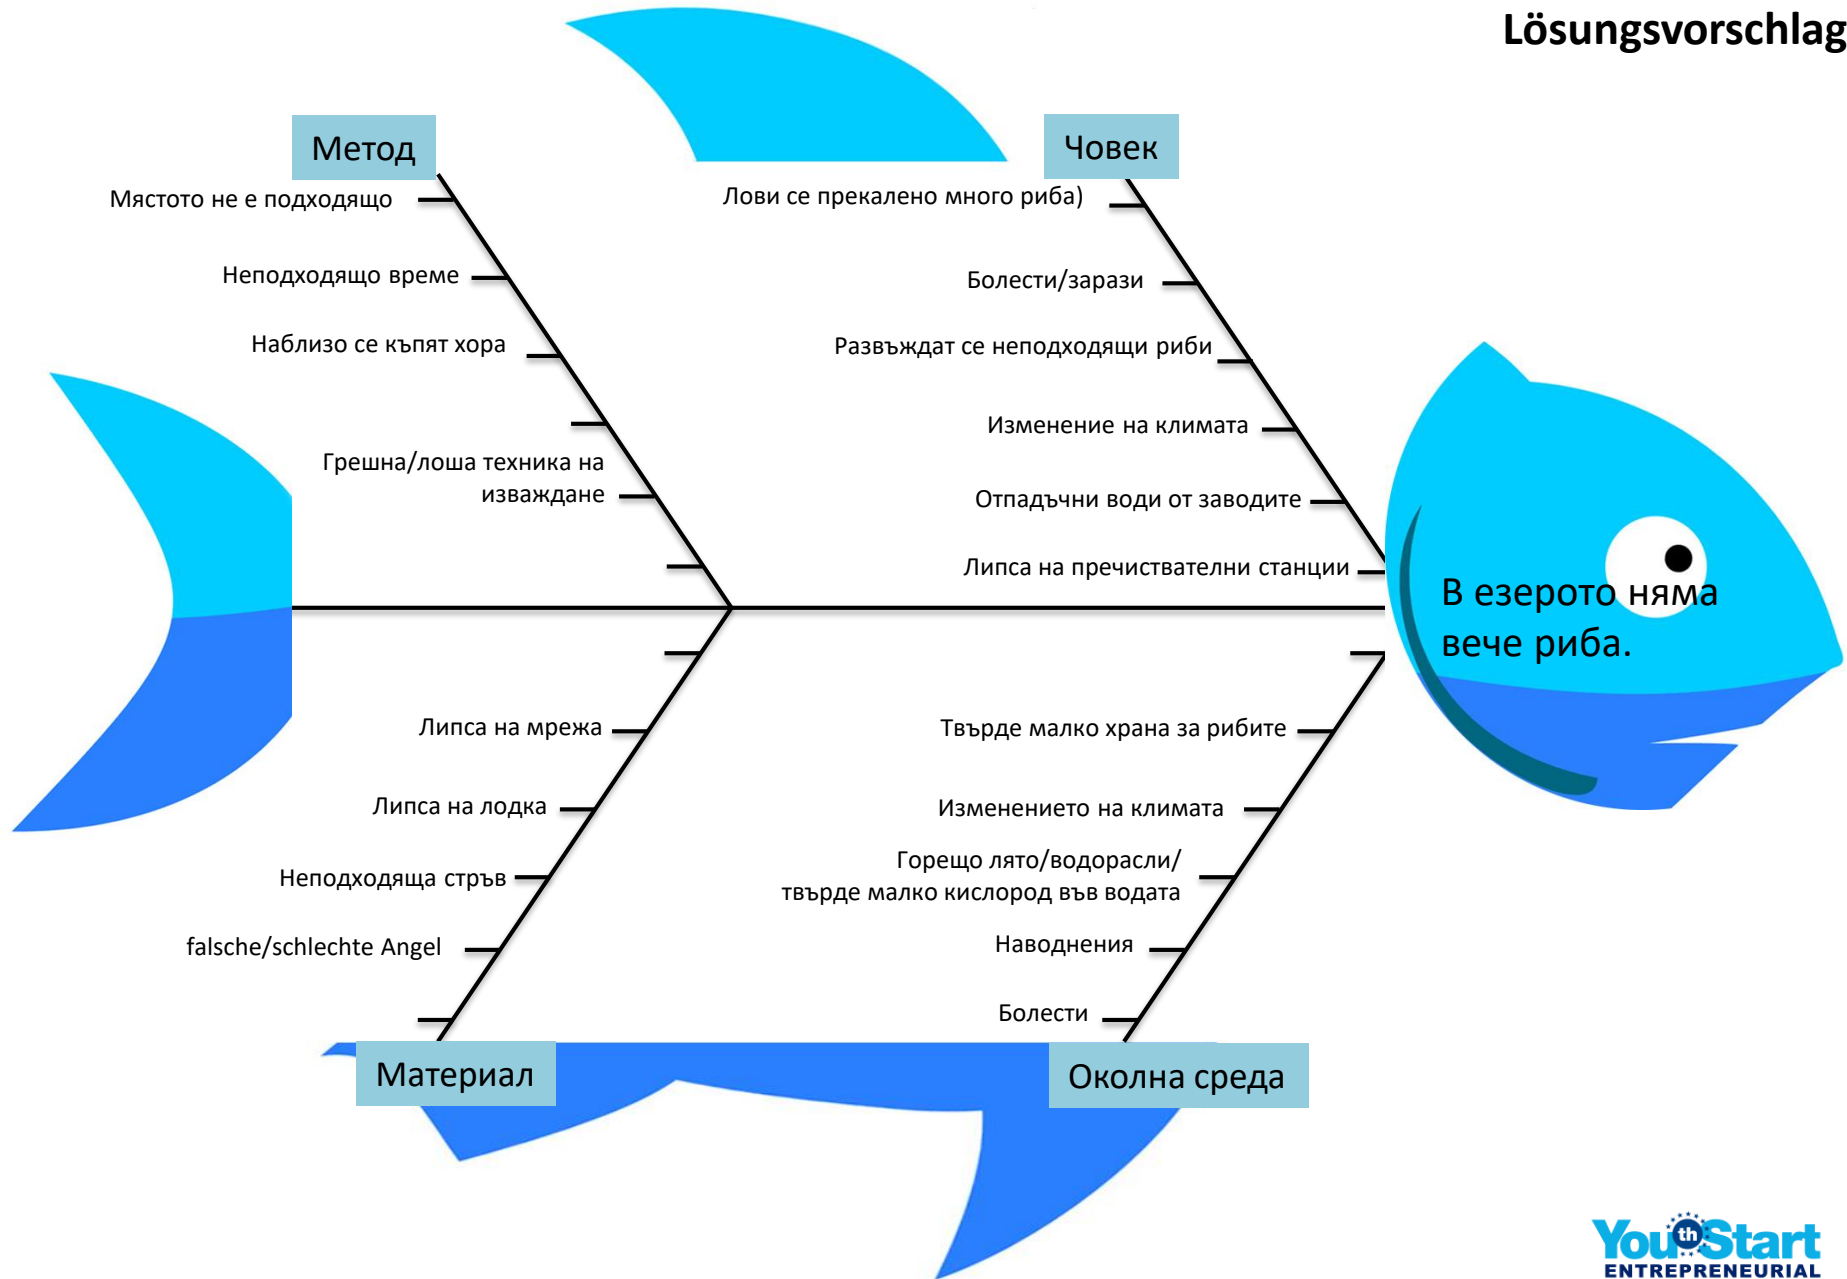 Lösungsvorschlag
Метод
Мястото не е подходящо
Неподходящо време
Наблизо се къпят хора
Грешна/лоша техника на
изваждане
Човек
Лови се прекалено много риба)
Болести/зарази
Развъждат се неподходящи риби
Изменение на климата
Отпадъчни води от заводите
Липса на пречиствателни станции
В езерото няма
вече риба.
Липса на мрежа
Липса на лодка
Неподходяща стръв
falsche/schlechte Angel
Материал
Твърде малко храна за рибите
Изменението на климата
Горещо лято/водорасли/
твърде малко кислород във водата
Наводнения
Болести
Околна среда
YouthStart
ENTREPRENEURIAL